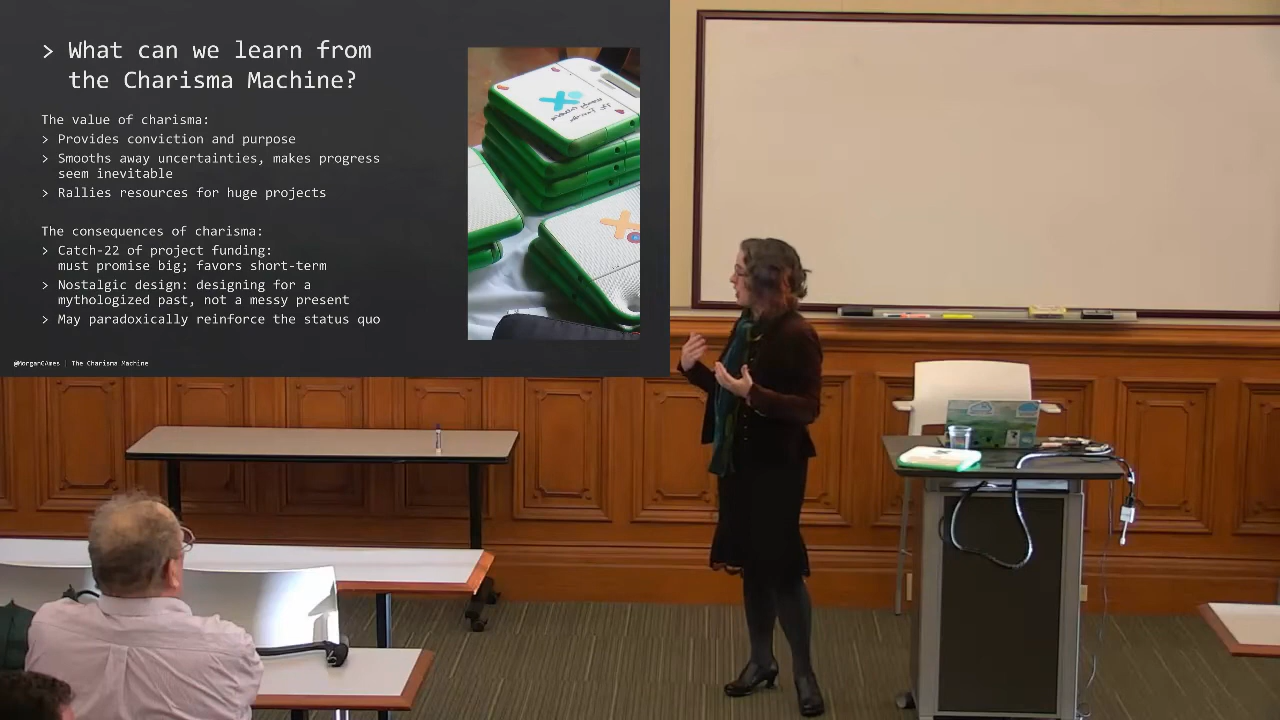 > What can we learn from
the Charisma Machine?
The value of charisma:
> Provides conviction and purpose
> Smooths away uncertainties, makes progress
seem inevitable
> Rallies resources for huge projects
The consequences of charisma:
> Catch-22 of project funding:
must promise big; favors short-term
> Nostalgic design: designing for a
mythologized past, not a messy present
> May paradoxically reinforce the status quo
@MorganGAmes | The Charisma Machine